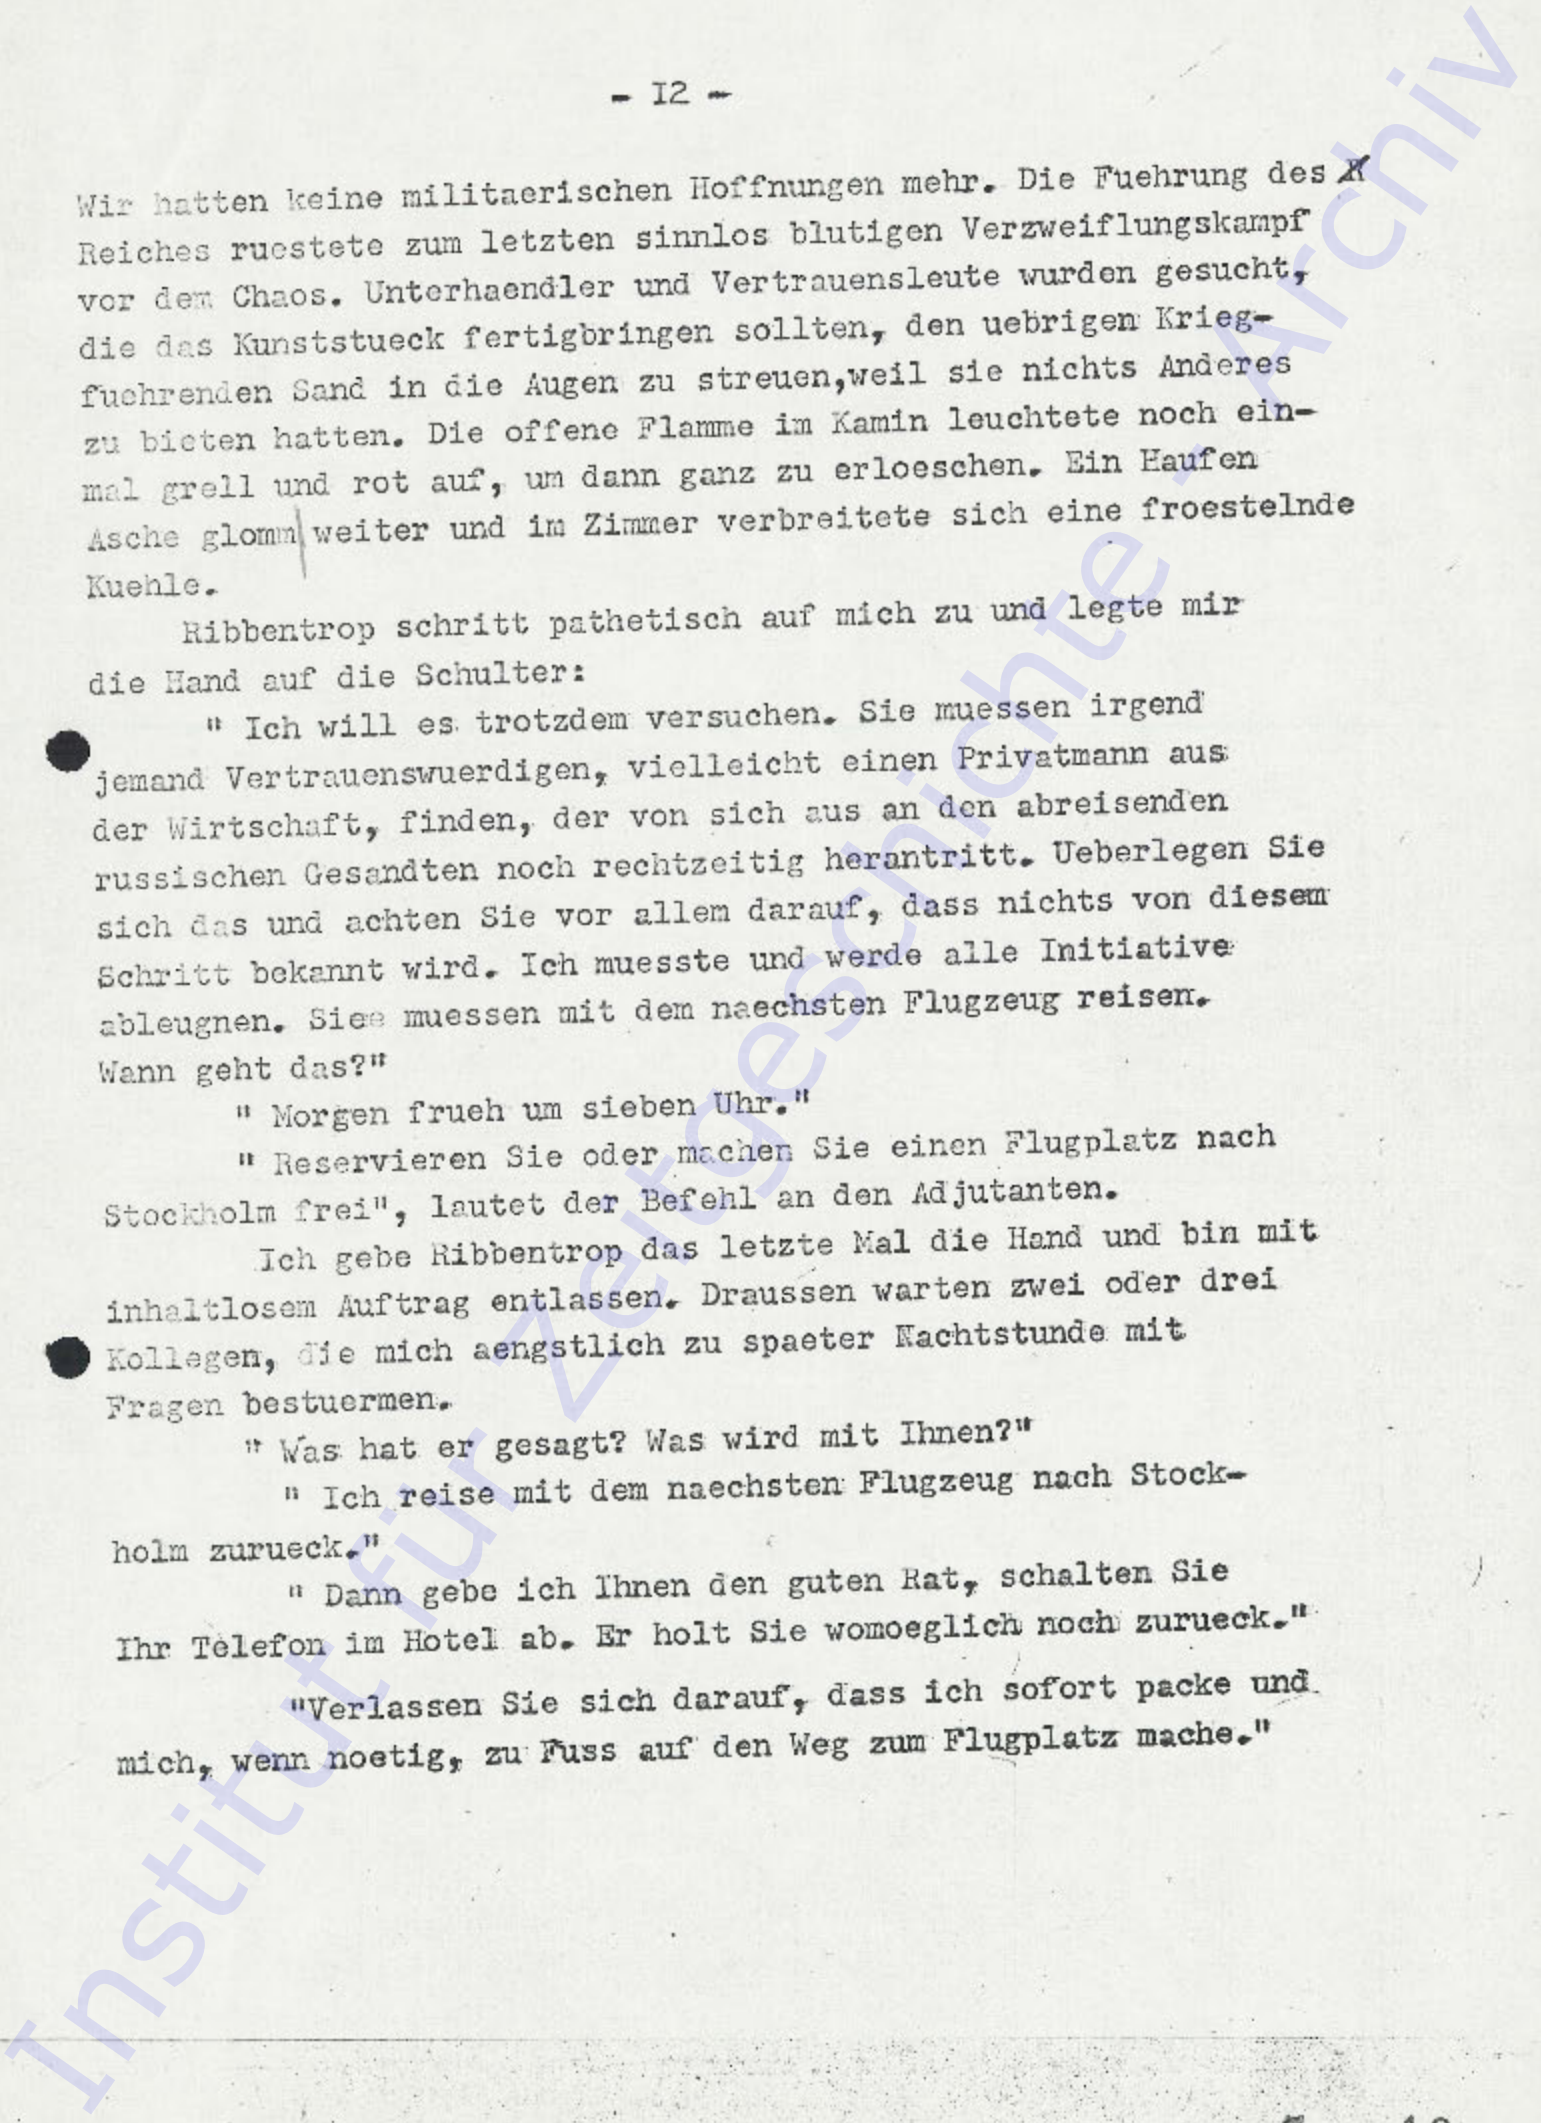 - I2 -
Wir hatten keine militaerischen Hoffnungen mehr. Die Fuehrung des
Reiches ruestete zum letzten sinnlos blutigen Verzweiflungskampf
vor dem Chaos. Unterhaendler und Vertrauensleute wurden gesucht,
die das Kunststueck fertigbringen sollten, den uebrigen Krieg-
fuehrenden Sand in die Augen zu streuen,weil sie nichts Anderes
zu bieten hatten. Die offene Flamme im Kamin leuchtete noch ein-
mal grell und rot auf, um dann ganz zu erloeschen. Ein Haufen
Asche glomm weiter und im Zimmer verbreitete sich eine froestelnde
Kuehle.
Ribbentrop schritt pathetisch auf mich zu und legte mir
die Hand auf die Schulter:
" Ich will es trotzdem versuchen. Sie muessen irgend
jemand Vertrauenswuerdigen, vielleicht einen Privatmann aus
der Wirtschaft, finden, der von sich aus an den abreisenden
russischen Gesandten noch rechtzeitig herantritt. Ueberlegen Sie
sich das und achten Sie vor allem darauf, dass nichts von diesem
Schritt bekannt wird. Ich muesste und werde alle Initiative
ableugnen. Siee muessen mit dem naechsten Flugzeug reisen.
Wann geht das?"
" Morgen frueh um sieben Uhr."
" Reservieren Sie oder machen Sie einen Flugplatz nach
Stockholm frei", lautet der Befehl an den Adjutanten.
Ich gebe Ribbentrop das letzte Mal die Hand und bin mit
inhaltlosem Auftrag entlassen. Draussen warten zwei oder drei
Kollegen, die mich aengstlich zu spaeter Nachtstunde mit
Fragen bestuermen.
" Was hat er gesagt? Was wird mit Ihnen?"
" Ich reise mit dem naechsten Flugzeug nach Stock-
holm zurueck."
" Dann gebe ich Ihnen den guten Rat, schalten Sie
Ihr Telefon im Hotel ab. Er holt Sie womoeglich noch zurueck."
"Verlassen Sie sich darauf, dass ich sofort packe und
mich, wenn noetig, zu Fuss auf den Weg zum Flugplatz mache."
Institut für Zeitgeschichte - Archiv